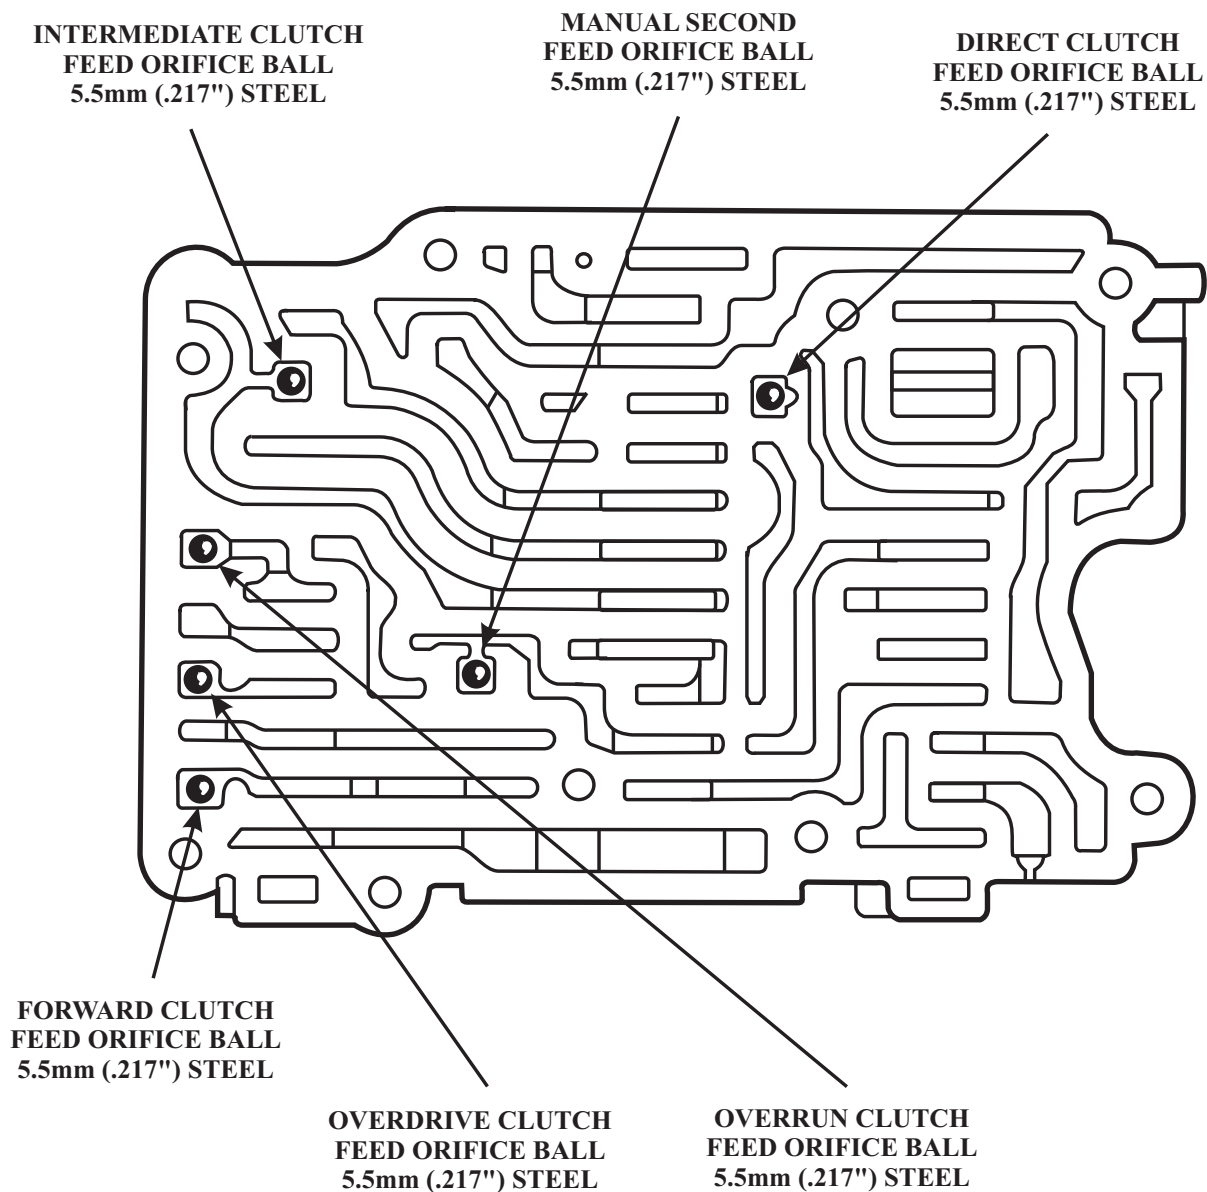 INTERMEDIATE CLUTCH
FEED ORIFICE BALL
5.5mm (.217") STEEL
MANUAL SECOND
FEED ORIFICE BALL
5.5mm (.217") STEEL
DIRECT CLUTCH
FEED ORIFICE BALL
5.5mm (.217") STEEL
FORWARD CLUTCH
FEED ORIFICE BALL
5.5mm (.217") STEEL
OVERDRIVE CLUTCH
FEED ORIFICE BALL
5.5mm (.217") STEEL
OVERRUN CLUTCH
FEED ORIFICE BALL
5.5mm (.217") STEEL